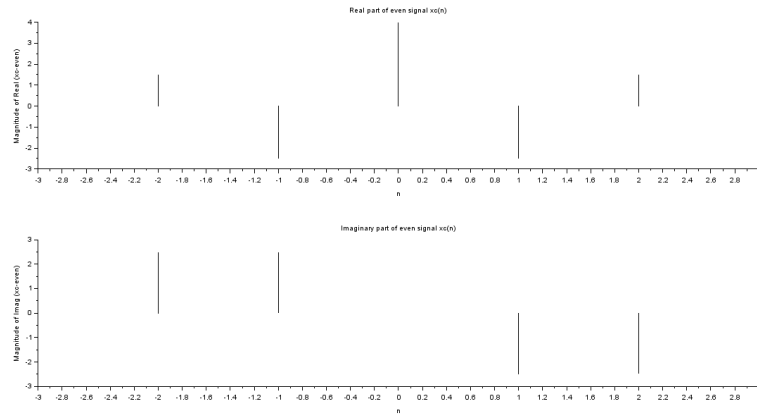 Real part of even signal xc(n)
Magnitude of Real (xc-even)
4
3
2
1
0
-1
-2
-3
-3 -2.8 -2.6 -2.4 -2.2 -2 -1.8 -1.6 -1.4 -1.2 -1 -0.8 -0.6 -0.4 -0.2 0 0.2 0.4 0.6 0.8 1 1.2 1.4 1.6 1.8 2 2.2 2.4 2.6 2.8
n
Imaginary part of even signal xc(n)
Magnitude of Imag (xc-even)
3
2
1
0
-1
-2
-3
-3 -2.8 -2.6 -2.4 -2.2 -2 -1.8 -1.6 -1.4 -1.2 -1 -0.8 -0.6 -0.4 -0.2 0 0.2 0.4 0.6 0.8 1 1.2 1.4 1.6 1.8 2 2.2 2.4 2.6 2.8
n